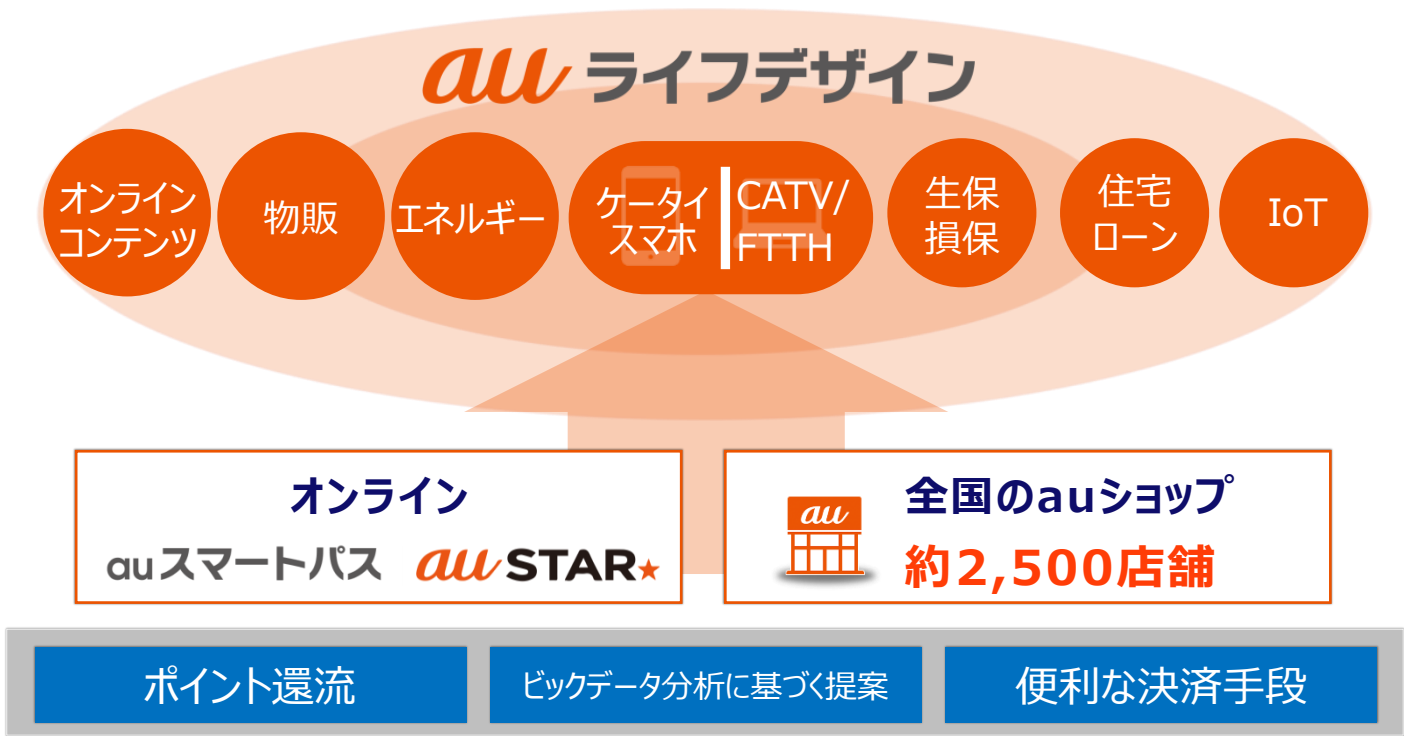 au ライフデザイン
オンライン
コンテンツ
物販
エネルギー
ケータイ
スマホ
CATV/
FTTH
生保
損保
住宅
ローン
IoT
オンライン
auスマートパス au STAR★
au
全国のauショップ
約2,500店舗
ポイント還流
ビックデータ分析に基づく提案
便利な決済手段